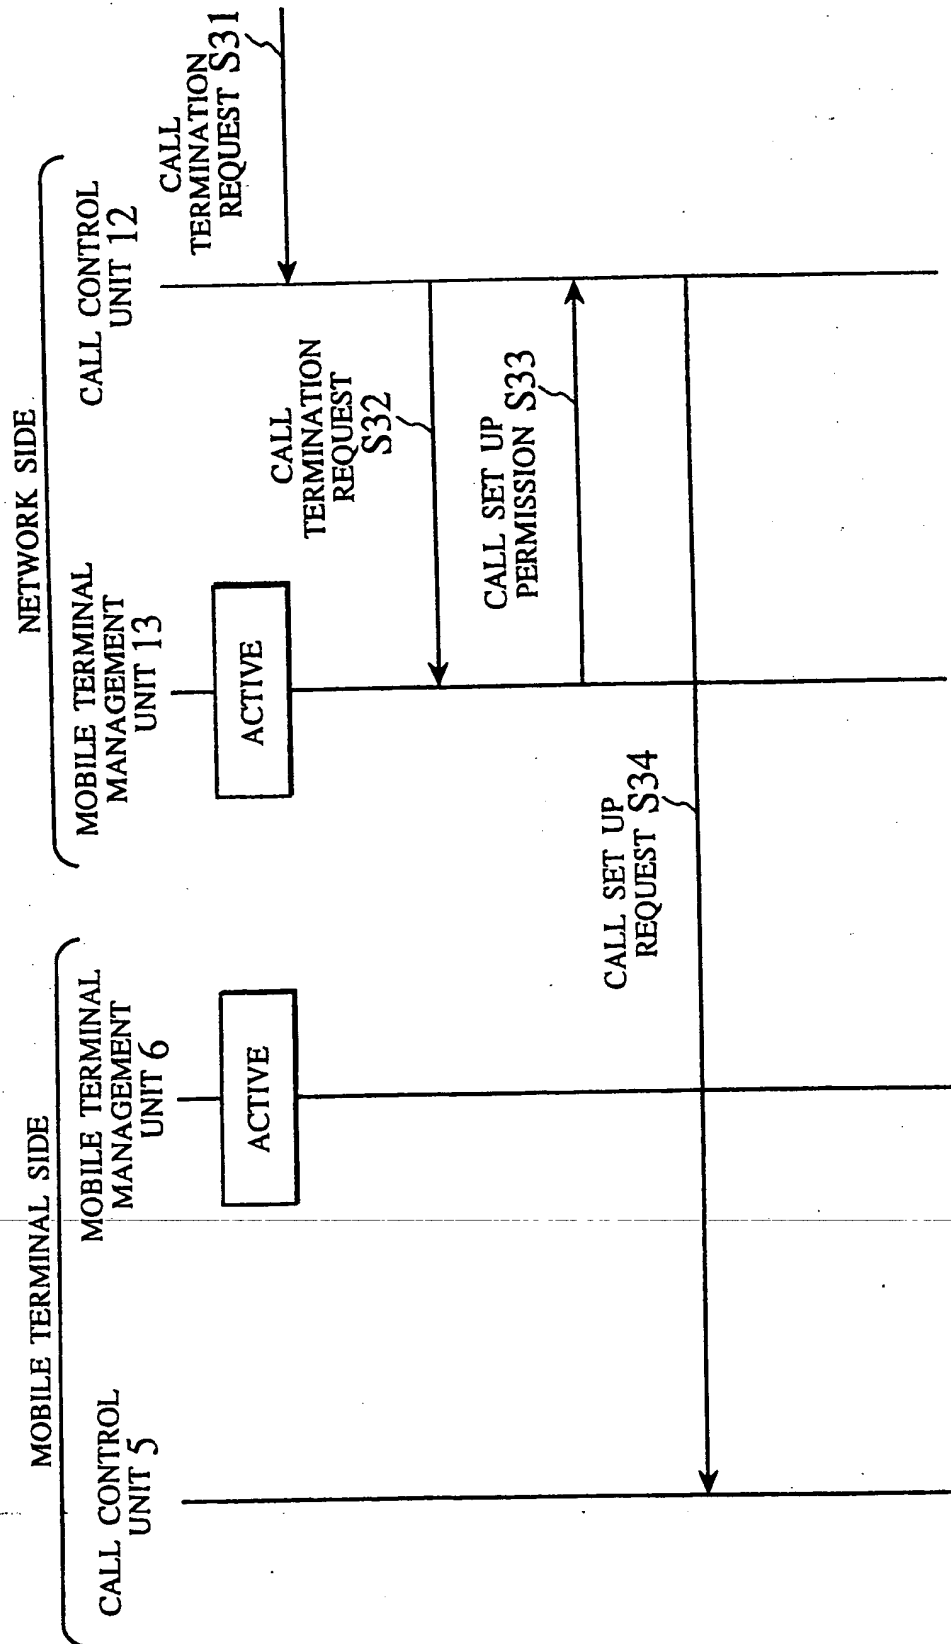 MOBILE TERMINAL SIDE
NETWORK SIDE
CALL CONTROL
UNIT 5
MOBILE TERMINAL
MANAGEMENT
UNIT 6
MOBILE TERMINAL
MANAGEMENT
UNIT 13
CALL CONTROL
UNIT 12
ACTIVE
ACTIVE
CALL
TERMINATION
REQUEST S31
CALL
TERMINATION
REQUEST
S32
CALL SET UP
PERMISSION S33
CALL SET UP
REQUEST S34